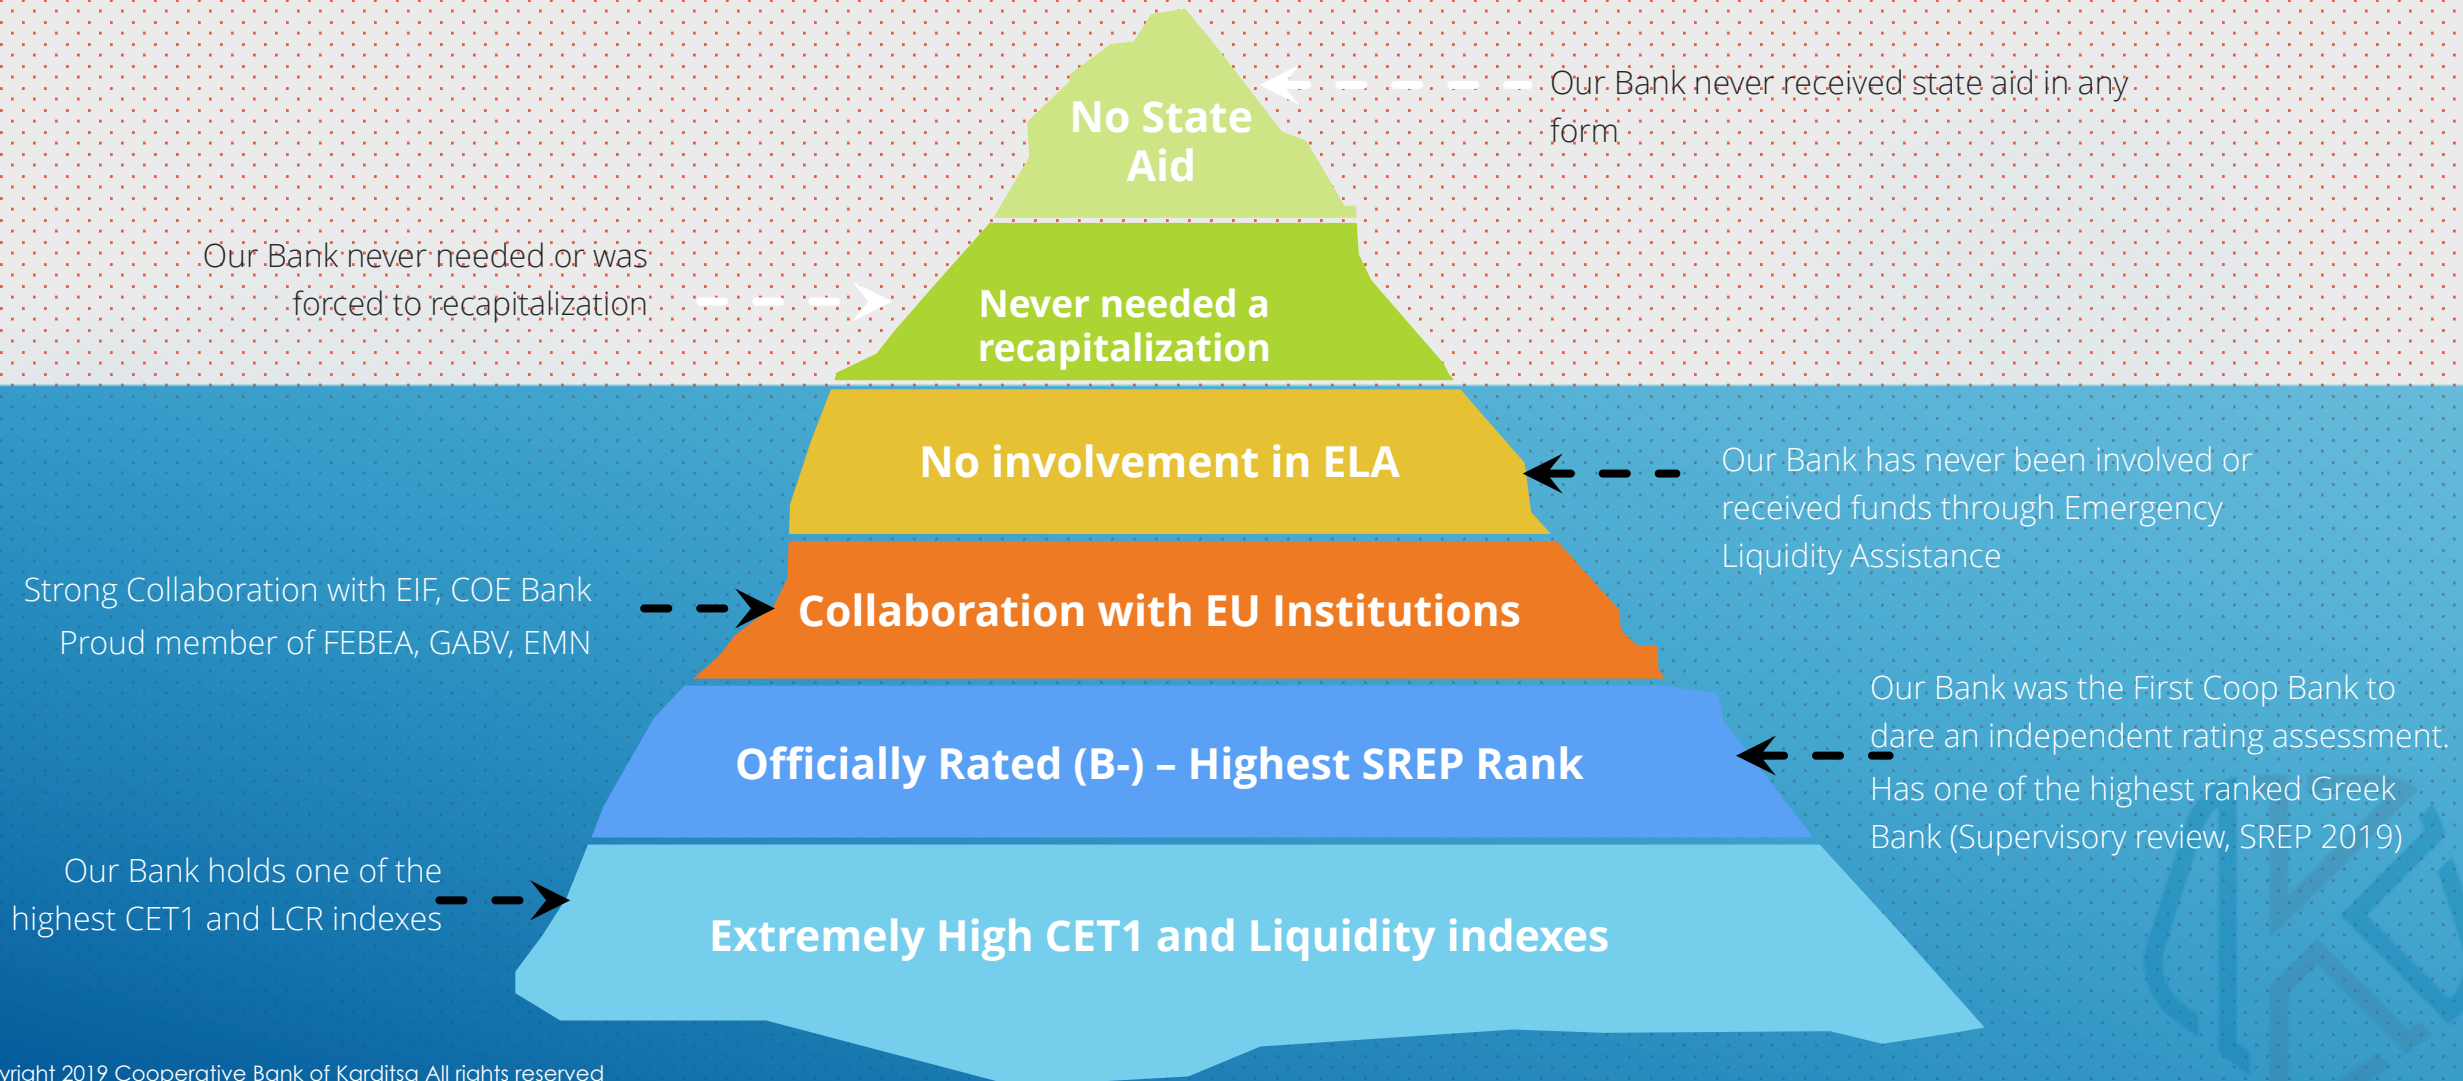 No State
Aid
Our Bank never received state aid in any
form
Our Bank never needed or was
forced to recapitalization
Never needed a
recapitalization
No involvement in ELA
Our Bank has never been involved or
received funds through Emergency
Liquidity Assistance
Strong Collaboration with EIF, COE Bank
Proud member of FEBEA, GABV, EMN
Collaboration with EU Institutions
Officially Rated (B-) – Highest SREP Rank
Our Bank was the First Coop Bank to
dare an independent rating assessment.
Has one of the highest ranked Greek
Bank (Supervisory review, SREP 2019)
Our Bank holds one of the
highest CET1 and LCR indexes
Extremely High CET1 and Liquidity indexes
yright 2019 Cooperative Bank of Karditsa All rights reserved